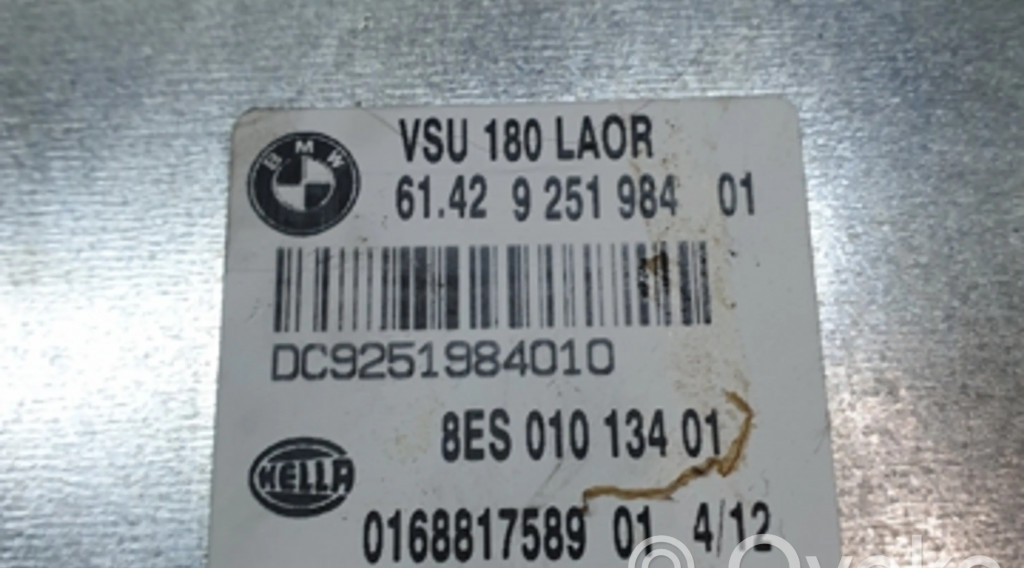 BMW
VSU 180 LAOR
61.42 9 251 984 01
DC9251984010
8ES 010 134 01
HELLA
0168817589 01 4/12